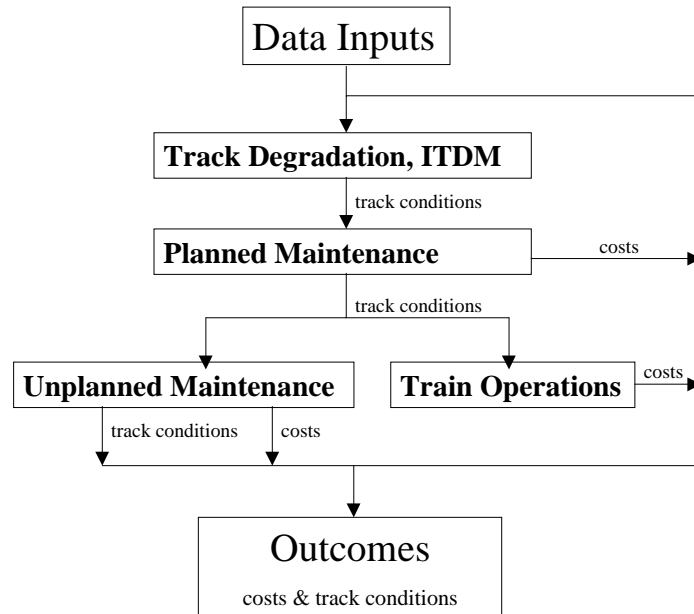 Data Inputs
Track Degradation, ITDM
track conditions
Planned Maintenance
costs
track conditions
Unplanned Maintenance
Train Operations
costs
track conditions
costs
Outcomes
costs & track conditions